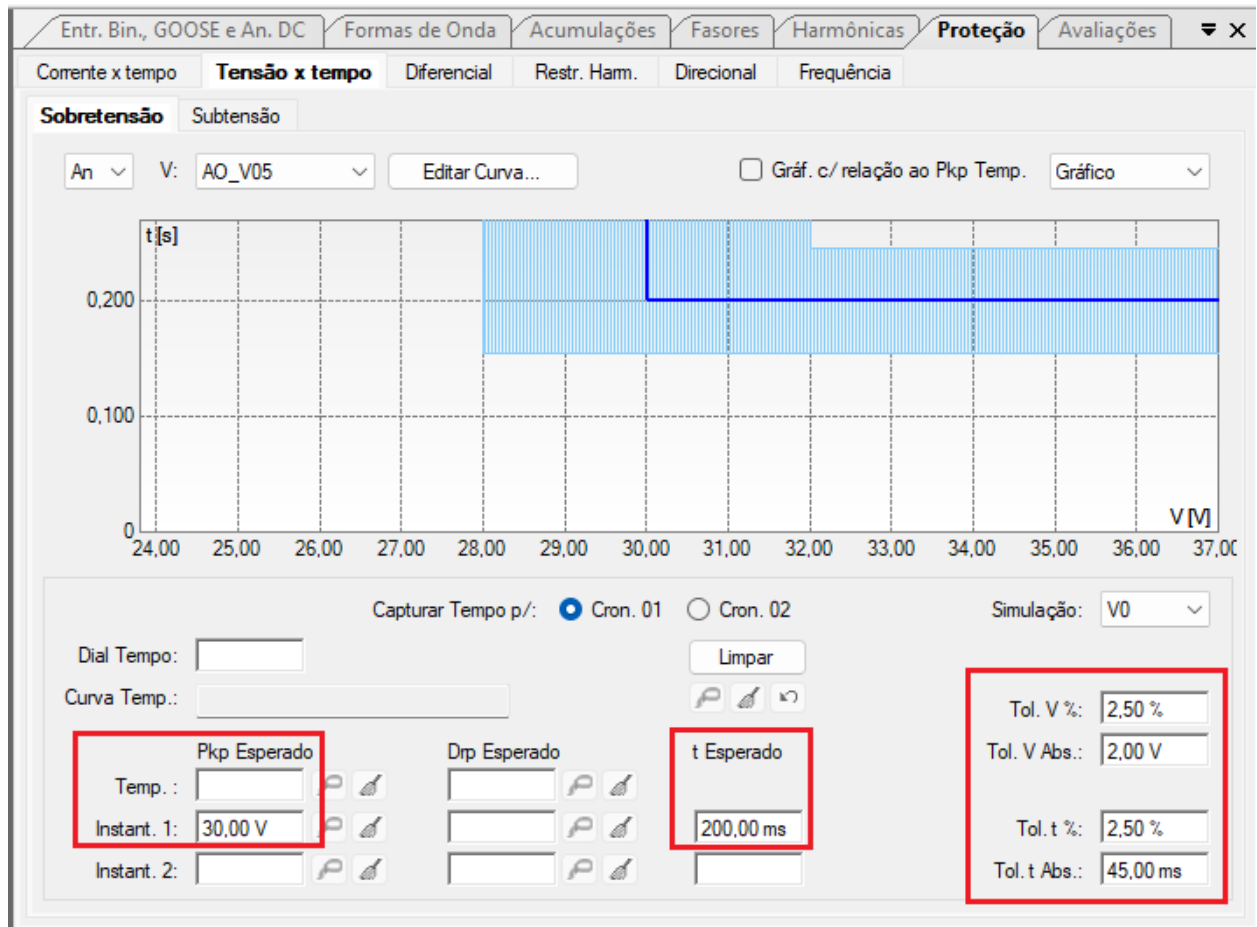 Entr. Bin., GOOSE e An. DC Formas de Onda Acumulações Fasores Harmônicas Proteção Avaliações
Corrente x tempo Tensão x tempo Diferencial Restr. Harm. Direcional Frequência
Sobretensão Subtensão
An V: AO_V05 Editar Curva... Gráf. c/ relação ao Pkp Temp. Gráfico
t [s]
0,200
0,100
0
V [V]
24,00 25,00 26,00 27,00 28,00 29,00 30,00 31,00 32,00 33,00 34,00 35,00 36,00 37,00
Capturar Tempo p/: Cron. 01 Cron. 02 Simulação: V0
Dial Tempo: Limpar
Curva Temp.: Tol. V %: 2,50 %
Pkp Esperado Drp Esperado t Esperado Tol. V Abs.: 2,00 V
Temp. :
Instant. 1: 30,00 V 200,00 ms Tol. t %: 2,50 %
Instant. 2: Tol. t Abs.: 45,00 ms